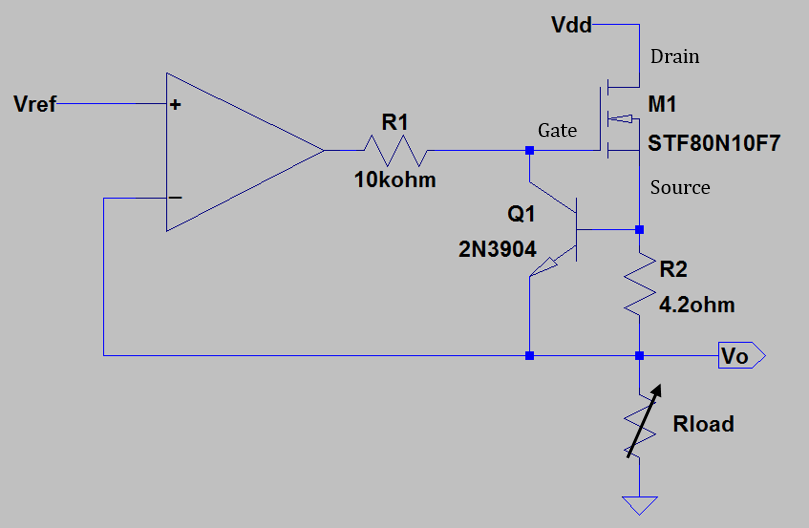 Vdd
Drain
Vref
+
R1
M1
Gate
STF80N10F7
10kohm
−
Source
Q1
2N3904
R2
4.2ohm
Vo
Rload